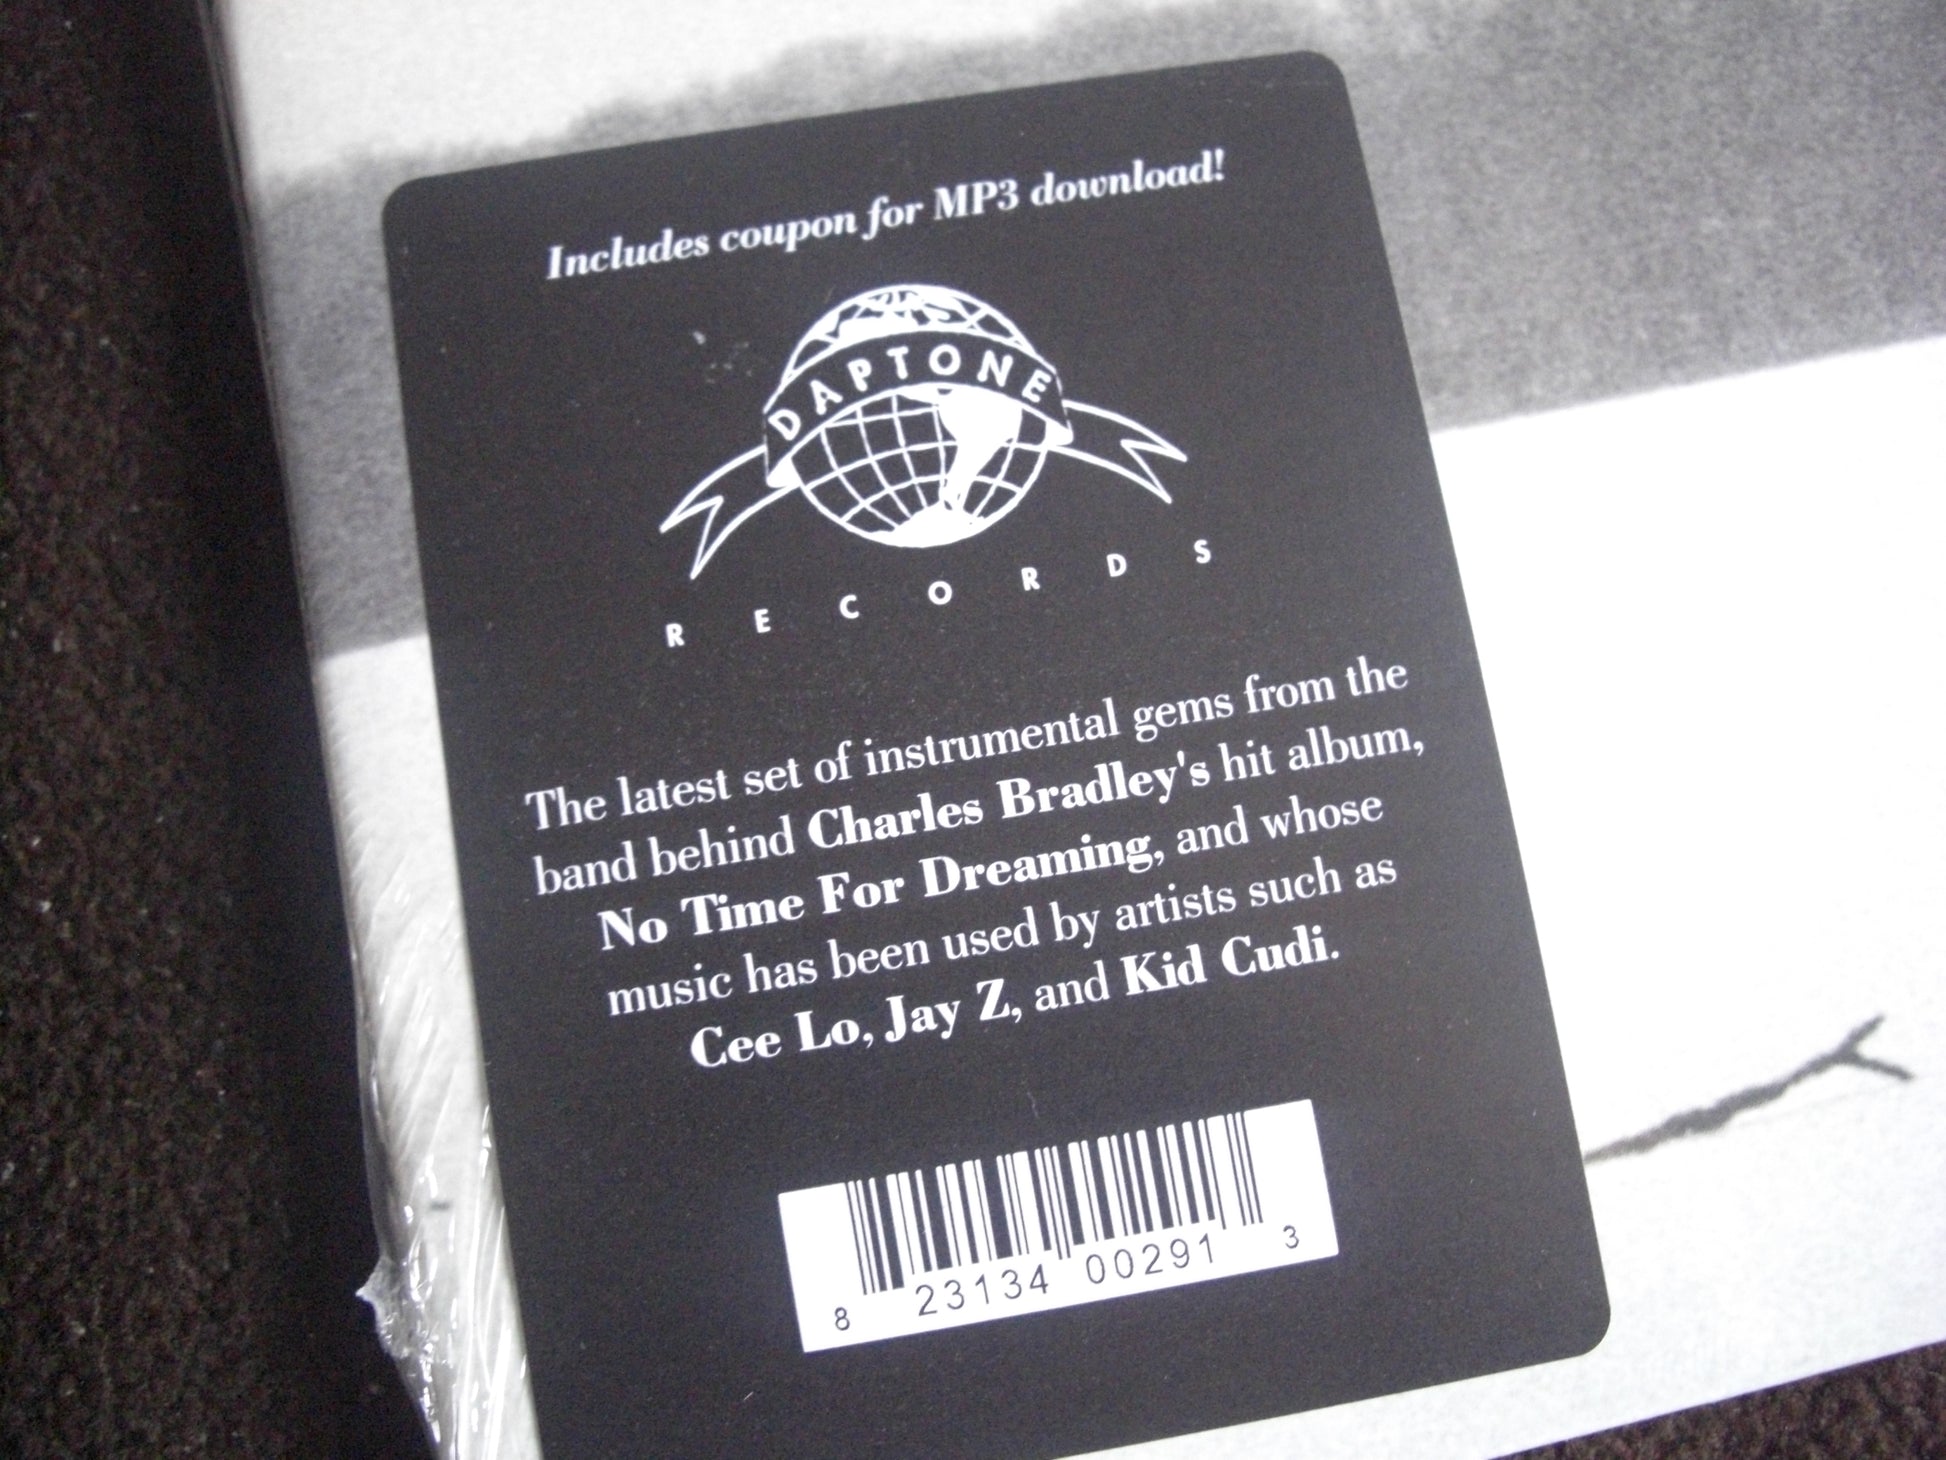 Includes coupon for MP3 download!
DAPTONE
RECORDS
The latest set of instrumental gems from the
band behind Charles Bradley's hit album,
No Time For Dreaming, and whose
music has been used by artists such as
Cee Lo, Jay Z, and Kid Cudi.
8 23134 00291 3